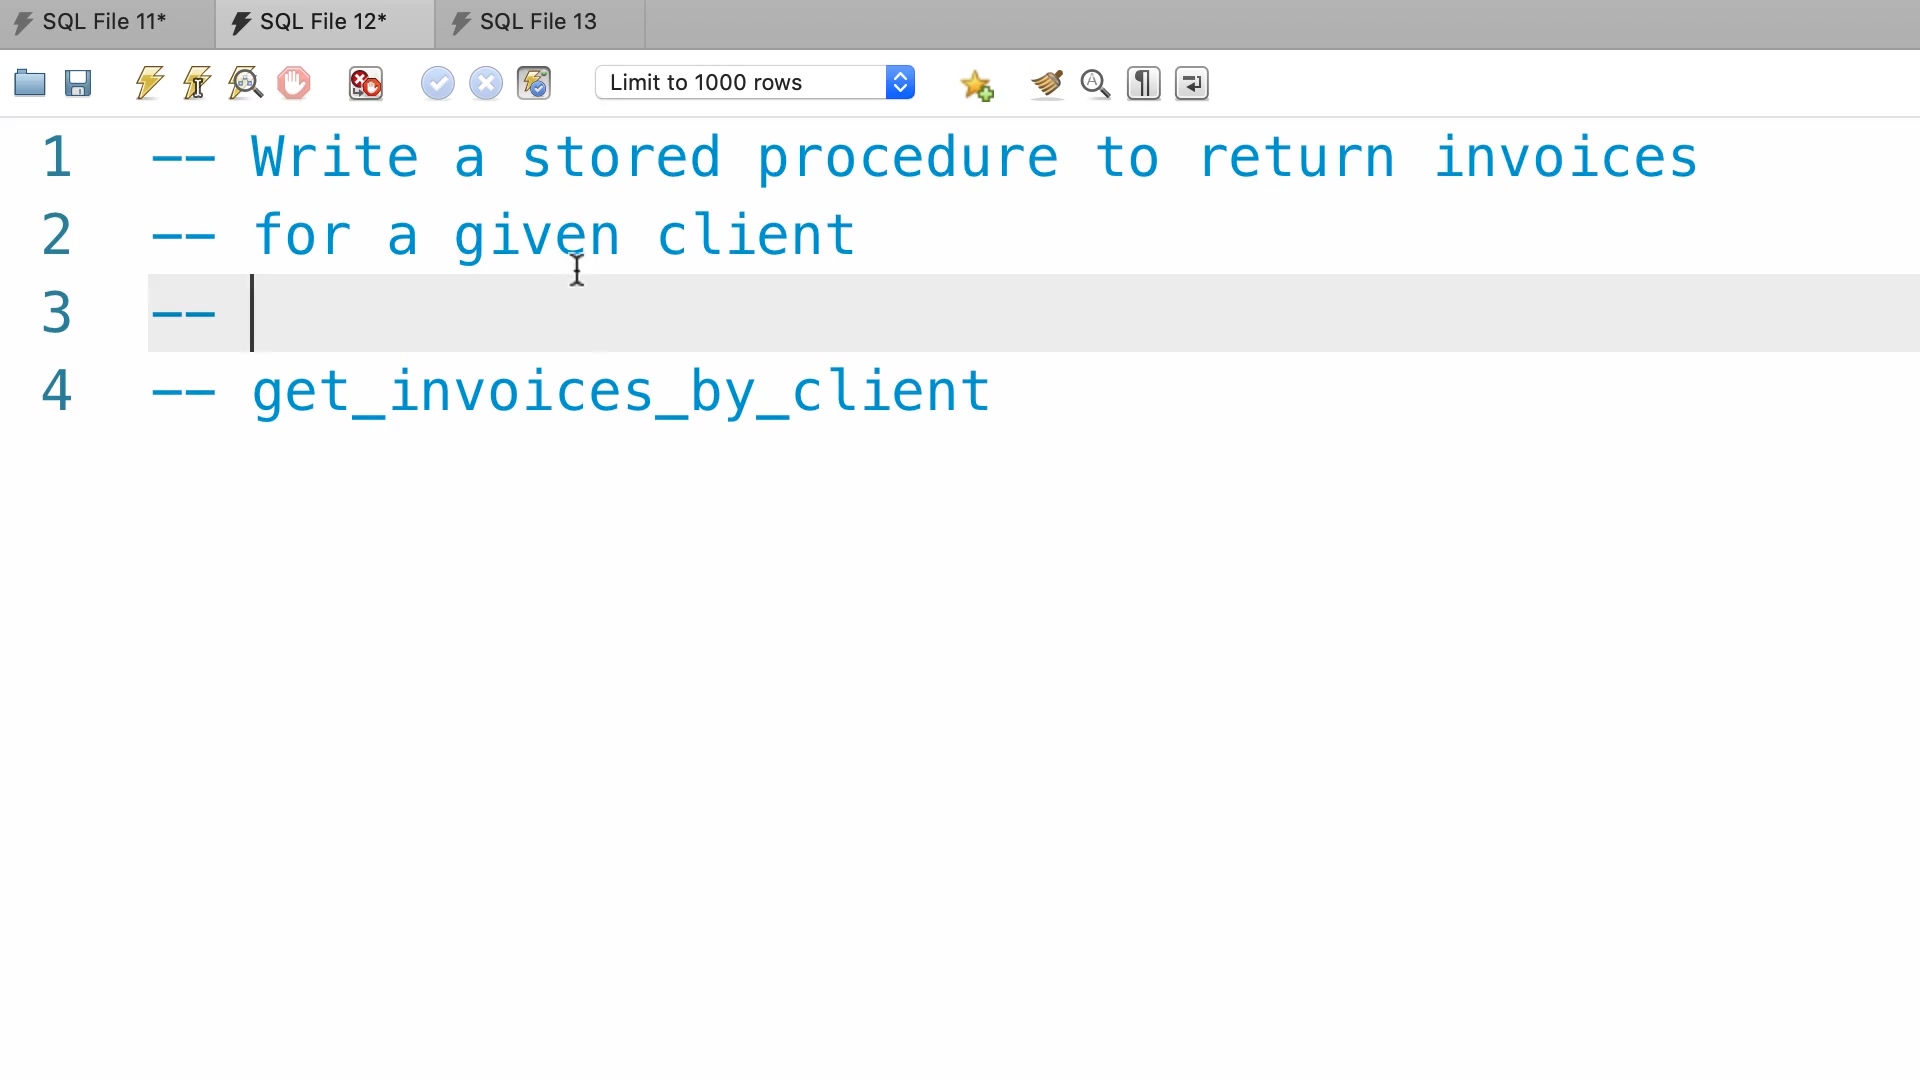 SQL File 11* SQL File 12* SQL File 13
Limit to 1000 rows
1 -- Write a stored procedure to return invoices
2 -- for a given client
3 --
4 -- get_invoices_by_client